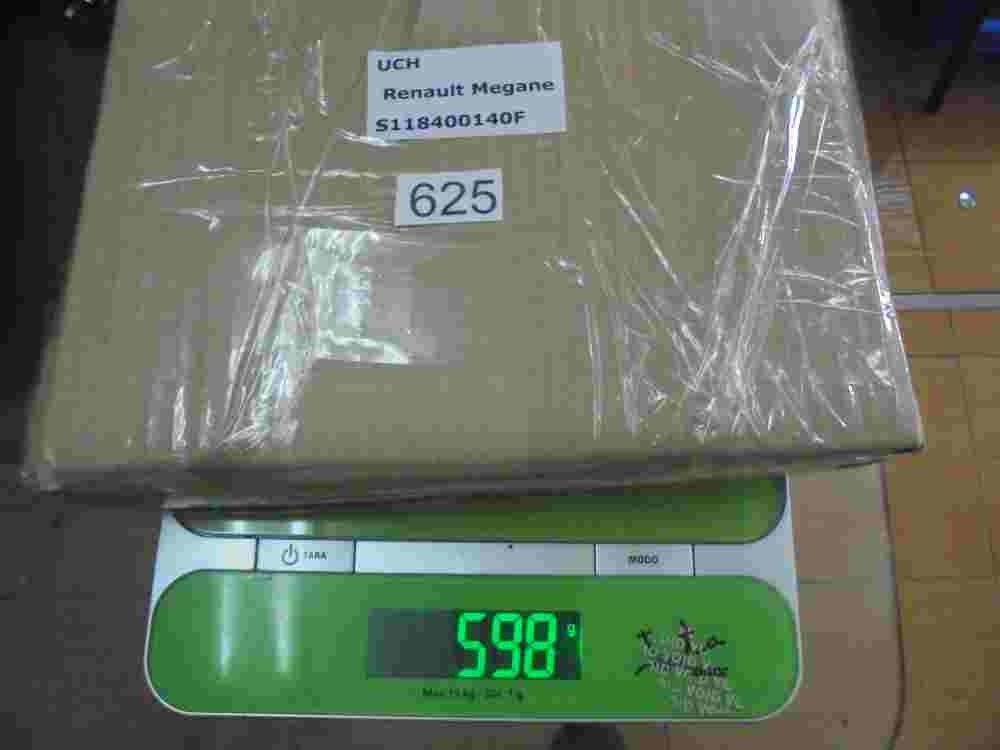 UCH
Renault Megane
S118400140F
625
TARA
MODO
598 g